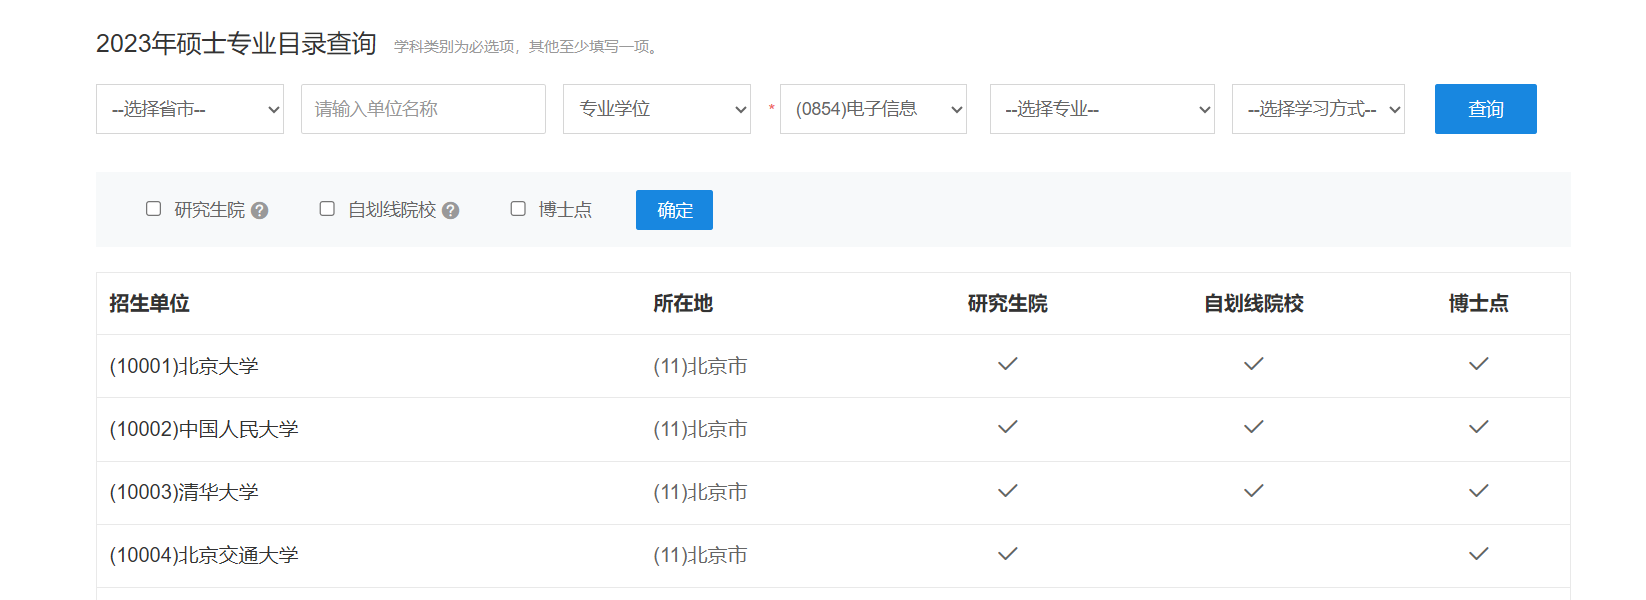 2023年硕士专业目录查询 学科类别为必选项，其他至少填写一项。
--选择省市-- 请输入单位名称 专业学位 * (0854)电子信息 --选择专业-- --选择学习方式-- 查询
研究生院 ? 自划线院校 ? 博士点 确定
招生单位 所在地 研究生院 自划线院校 博士点
(10001)北京大学 (11)北京市
(10002)中国人民大学 (11)北京市
(10003)清华大学 (11)北京市
(10004)北京交通大学 (11)北京市